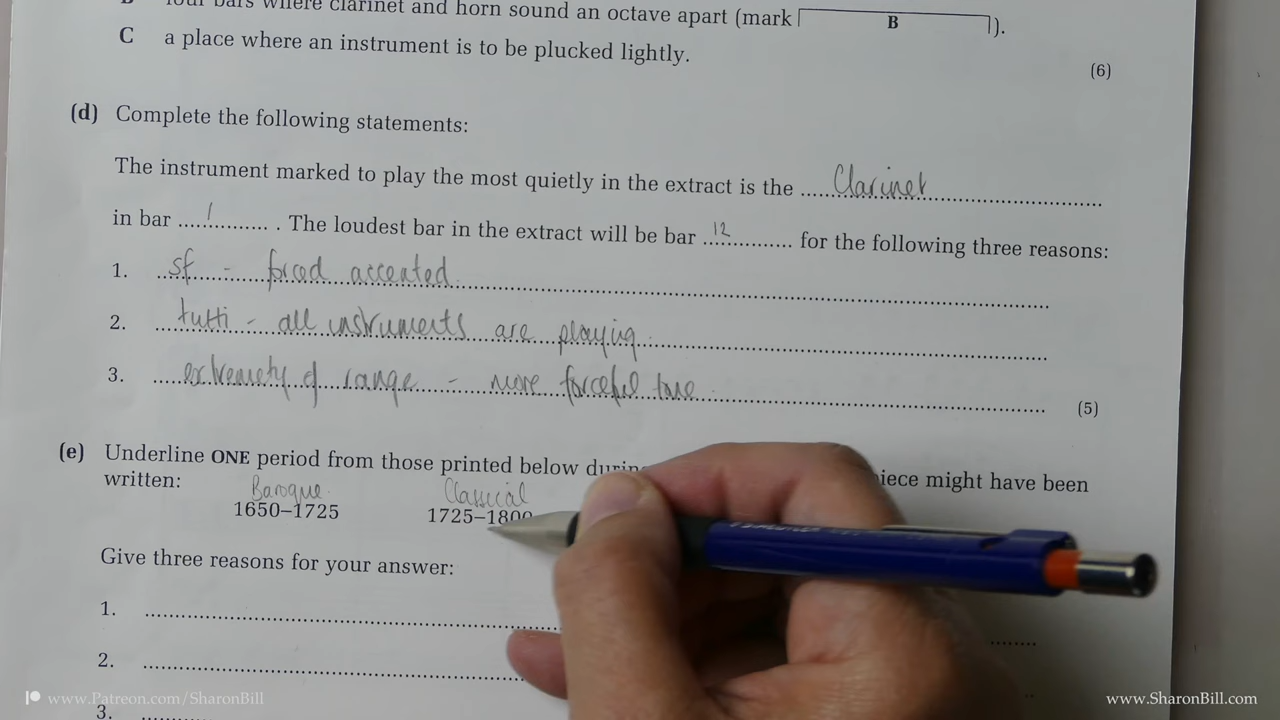 four bars where clarinet and horn sound an octave apart (mark B ).
C a place where an instrument is to be plucked lightly.
(6)
(d) Complete the following statements:
The instrument marked to play the most quietly in the extract is the ...... Clarinet ......
in bar ...... 1 ...... . The loudest bar in the extract will be bar ...... 12 ...... for the following three reasons:
1. sf - forced accented
2. tutti - all instruments are playing.
3. extremety of range - more forceful tone. (5)
(e) Underline ONE period from those printed below iece might have been
written: Baroque Classical
1650–1725 1725–1800
Give three reasons for your answer:
1.
2.
3.
www.Patreon.com/SharonBill www.SharonBill.com